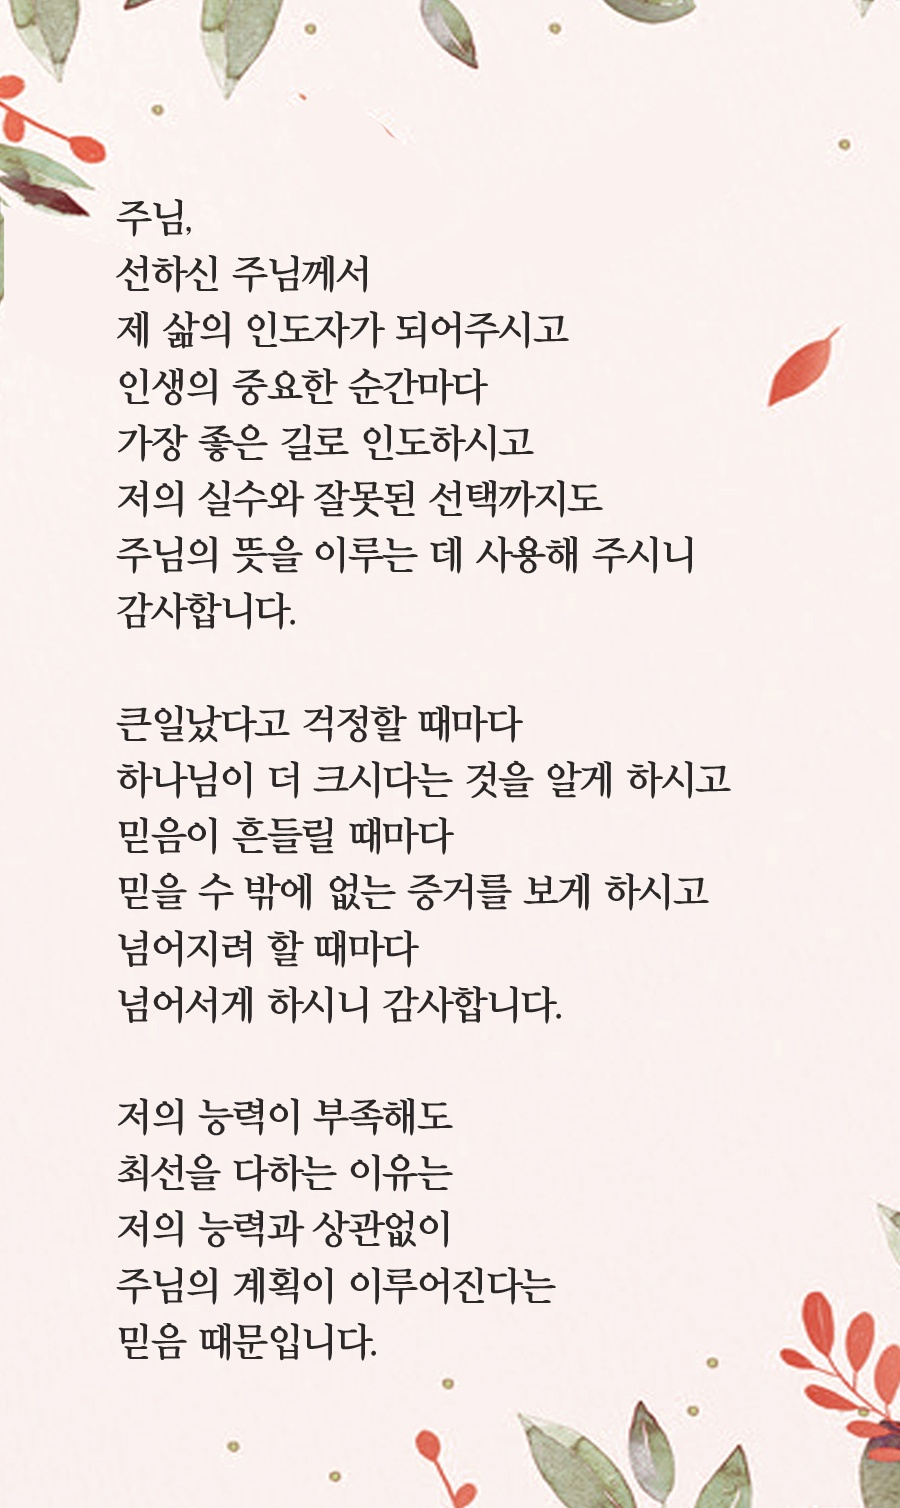 주님,
선하신 주님께서
제 삶의 인도자가 되어주시고
인생의 중요한 순간마다
가장 좋은 길로 인도하시고
저의 실수와 잘못된 선택까지도
주님의 뜻을 이루는 데 사용해 주시니
감사합니다.
큰일났다고 걱정할 때마다
하나님이 더 크시다는 것을 알게 하시고
믿음이 흔들릴 때마다
믿을 수 밖에 없는 증거를 보게 하시고
넘어지려 할 때마다
넘어서게 하시니 감사합니다.
저의 능력이 부족해도
최선을 다하는 이유는
저의 능력과 상관없이
주님의 계획이 이루어진다는
믿음 때문입니다.